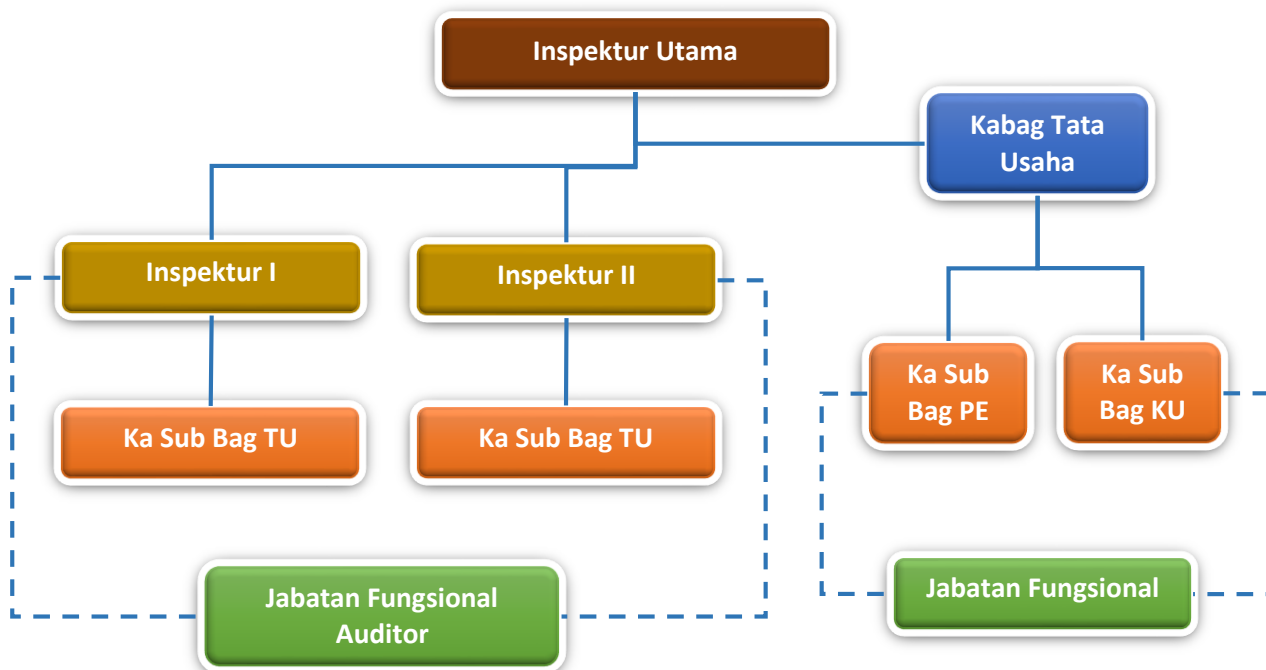 Inspektur Utama
Kabag Tata
Usaha
Inspektur I
Inspektur II
Ka Sub
Bag PE
Ka Sub
Bag KU
Ka Sub Bag TU
Ka Sub Bag TU
Jabatan Fungsional
Auditor
Jabatan Fungsional